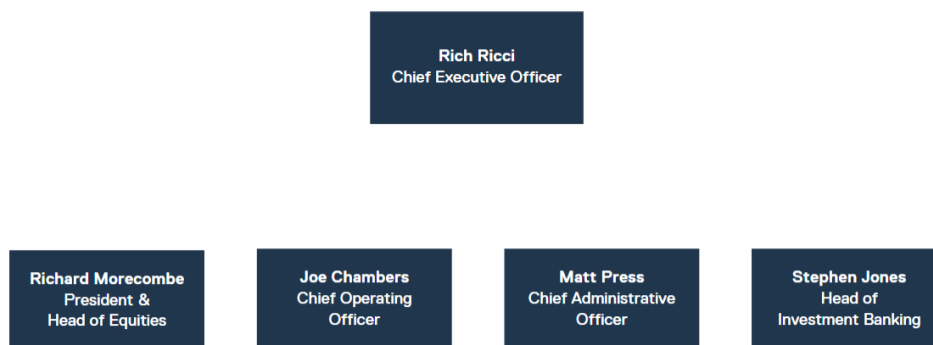 Rich Ricci
Chief Executive Officer
Richard Morecombe
President &
Head of Equities
Joe Chambers
Chief Operating
Officer
Matt Press
Chief Administrative
Officer
Stephen Jones
Head of
Investment Banking